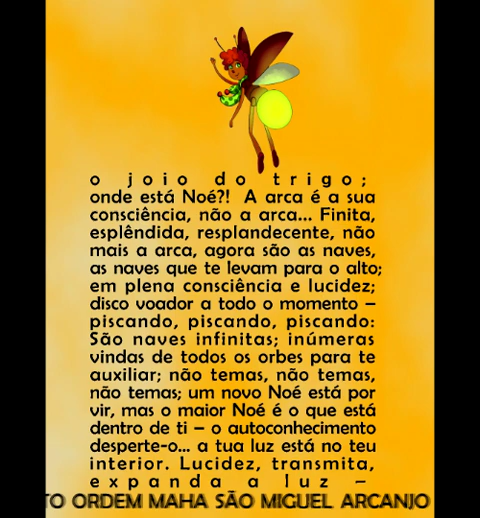 o joio do trigo;
onde está Noé?! A arca é a sua
consciência, não a arca... Finita,
esplêndida, resplandecente, não
mais a arca, agora são as naves,
as naves que te levam para o alto;
em plena consciência e lucidez;
disco voador a todo o momento –
piscando, piscando, piscando:
São naves infinitas; inúmeras
vindas de todos os orbes para te
auxiliar; não temas, não temas,
não temas; um novo Noé está por
vir, mas o maior Noé é o que está
dentro de ti – o autoconhecimento
desperte-o... a tua luz está no teu
interior. Lucidez, transmita,
expanda a luz –
TO ORDEM MAHA SÃO MIGUEL ARCANJO